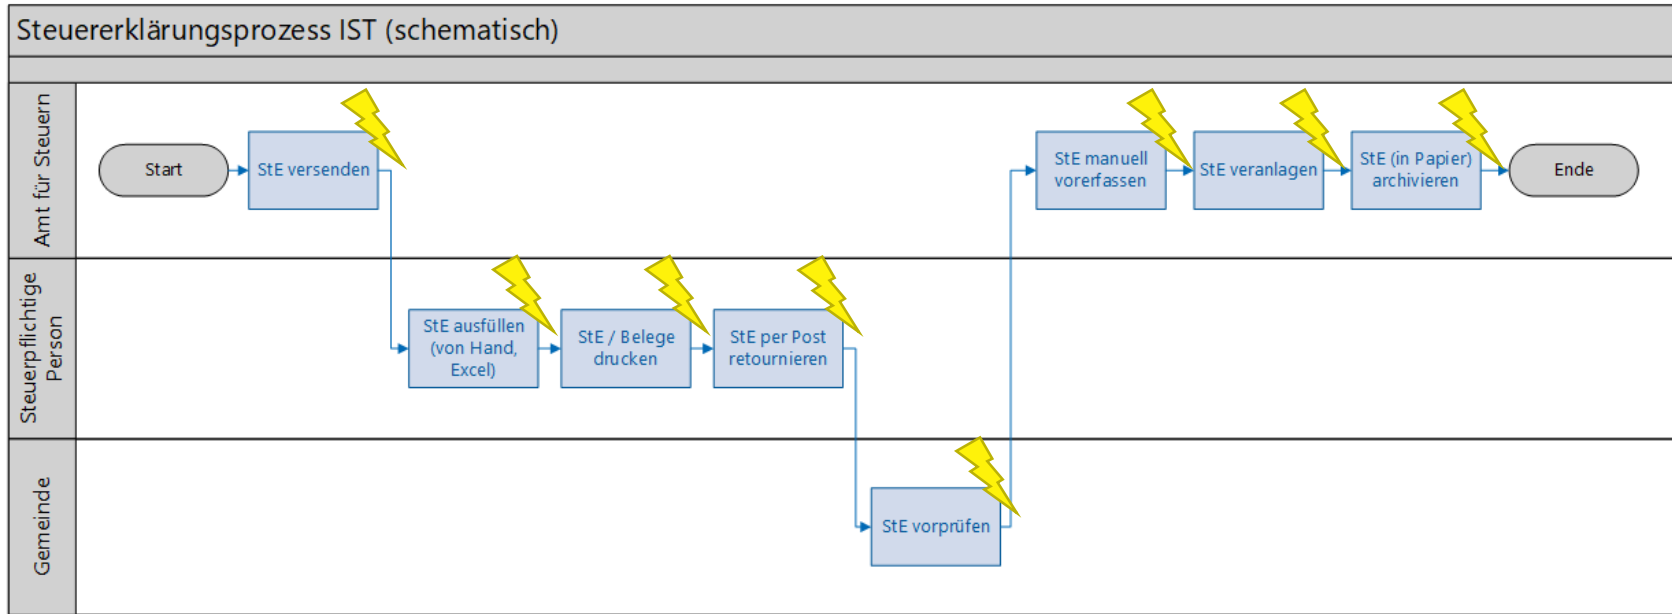 Steuererklärungsprozess IST (schematisch)
Amt für Steuern
Start
StE versenden
StE manuell
vorerfassen
StE veranlagen
StE (in Papier)
archivieren
Ende
Steuerpflichtige
Person
StE ausfüllen
(von Hand,
Excel)
StE / Belege
drucken
StE per Post
retournieren
Gemeinde
StE vorprüfen